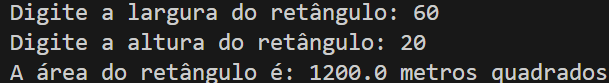 Digite a largura do retângulo: 60
Digite a altura do retângulo: 20
A área do retângulo é: 1200.0 metros quadrados